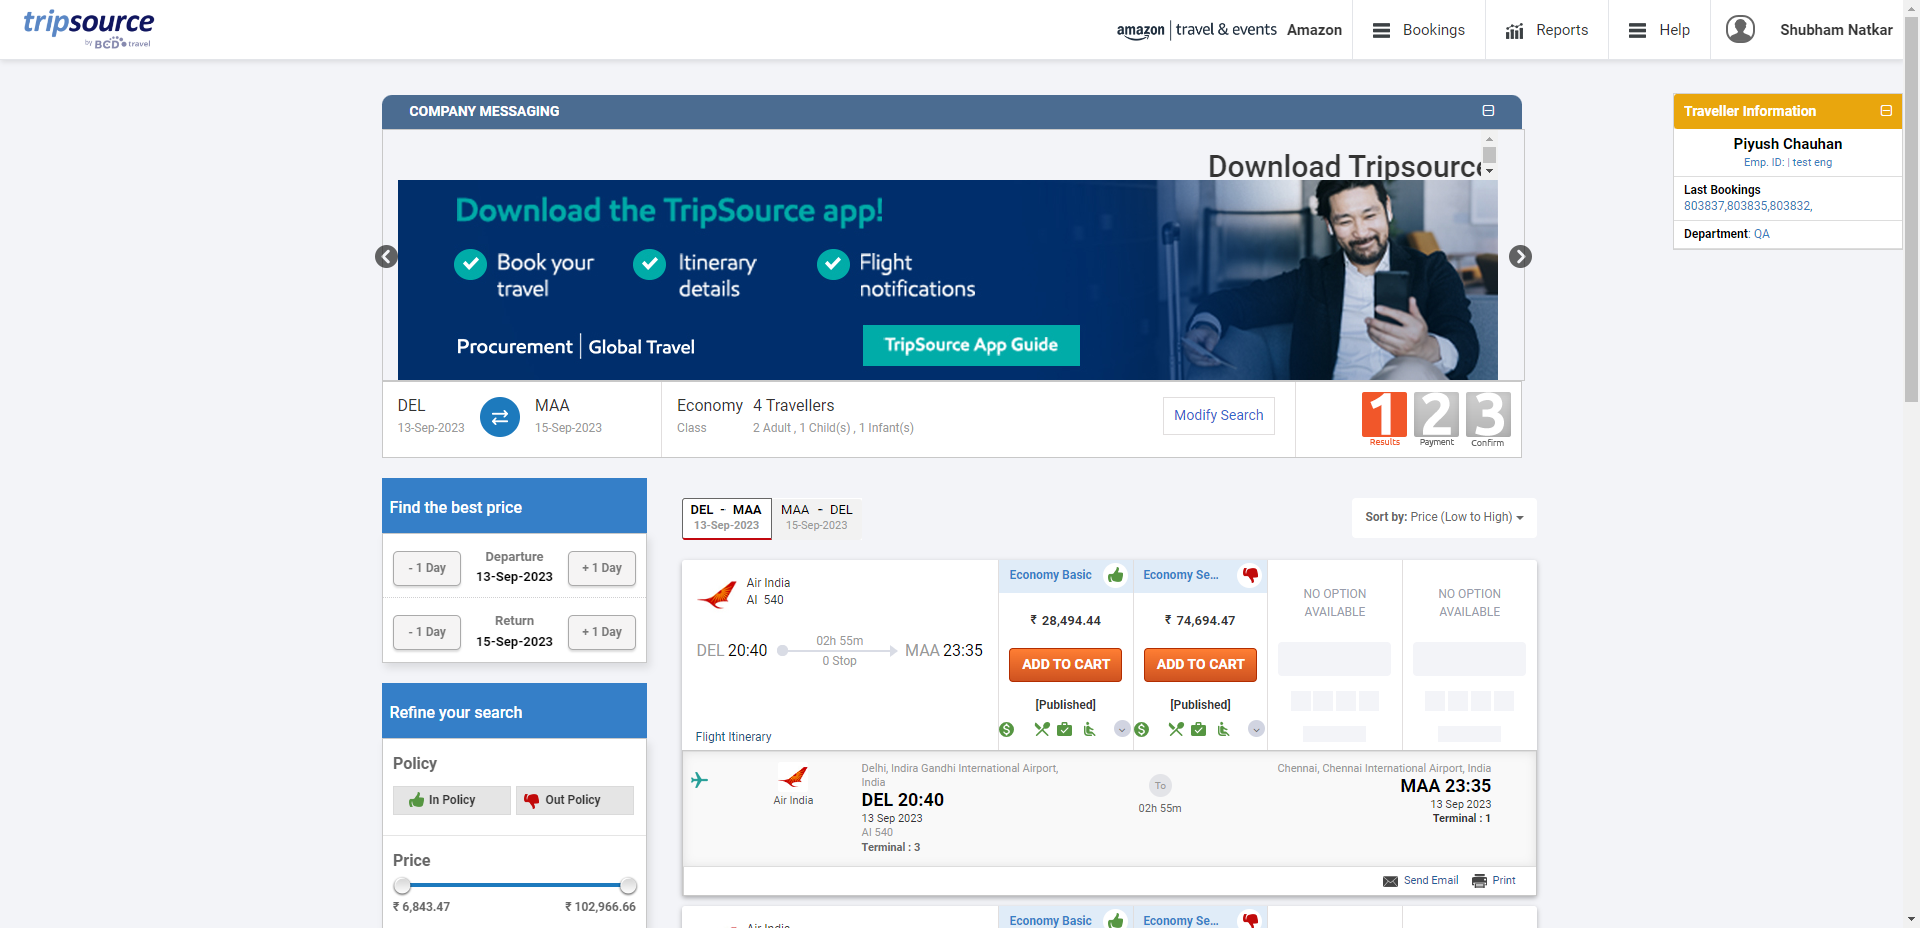 tripsource
by BCD travel
amazon | travel & events Amazon
Bookings
Reports
Help
Shubham Natkar
COMPANY MESSAGING
Download Tripsource
Download the TripSource app!
Book your
travel
Itinerary
details
Flight
notifications
Procurement | Global Travel
TripSource App Guide
Traveller Information
Piyush Chauhan
Emp. ID: | test eng
Last Bookings
803837,803835,803832,
Department: QA
DEL
13-Sep-2023
MAA
15-Sep-2023
Economy
Class
4 Travellers
2 Adult , 1 Child(s) , 1 Infant(s)
Modify Search
1 2 3
Results Payment Confirm
Find the best price
- 1 Day
Departure
13-Sep-2023
+ 1 Day
- 1 Day
Return
15-Sep-2023
+ 1 Day
Refine your search
Policy
In Policy
Out Policy
Price
₹ 6,843.47
₹ 102,966.66
DEL - MAA
13-Sep-2023
MAA - DEL
15-Sep-2023
Sort by: Price (Low to High)
Air India
AI 540
DEL 20:40
02h 55m
0 Stop
MAA 23:35
Flight Itinerary
Economy Basic
₹ 28,494.44
ADD TO CART
[Published]
Economy Se...
₹ 74,694.47
ADD TO CART
[Published]
NO OPTION
AVAILABLE
NO OPTION
AVAILABLE
Air India
Delhi, Indira Gandhi International Airport,
India
DEL 20:40
13 Sep 2023
AI 540
Terminal : 3
To
02h 55m
Chennai, Chennai International Airport, India
MAA 23:35
13 Sep 2023
Terminal : 1
Send Email
Print
Air India
Economy Basic
Economy Se...